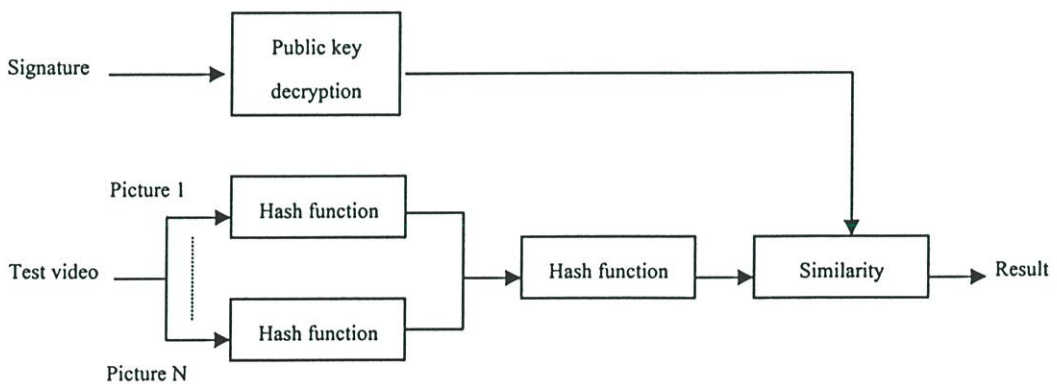 Signature
Public key
decryption
Picture 1
Hash function
Test video
Hash function
Similarity
Result
Hash function
Picture N